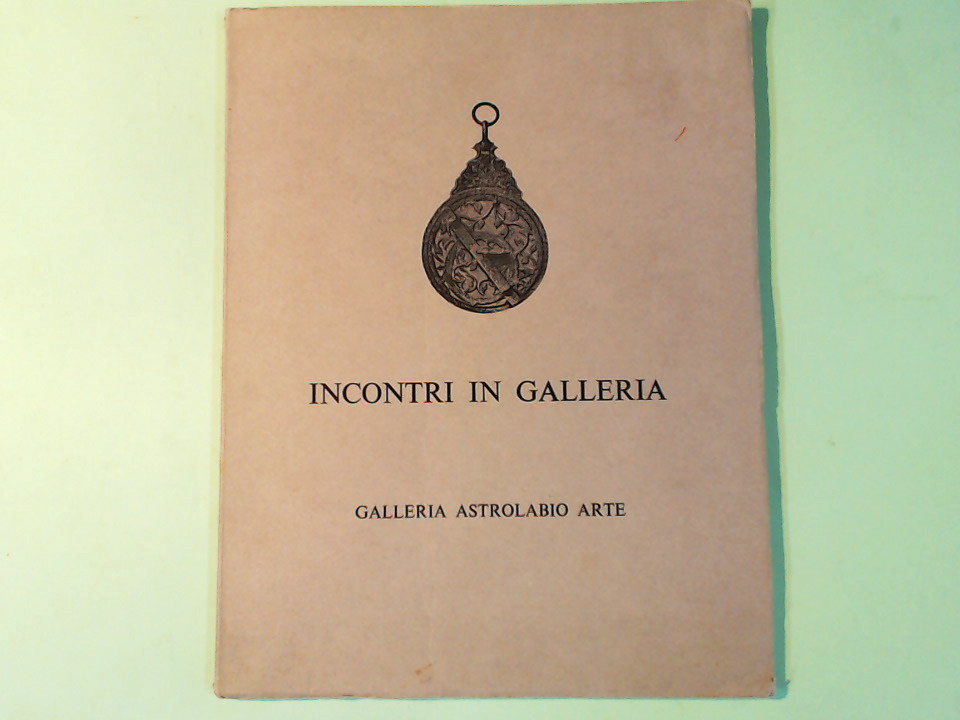 INCONTRI IN GALLERIA
GALLERIA ASTROLABIO ARTE